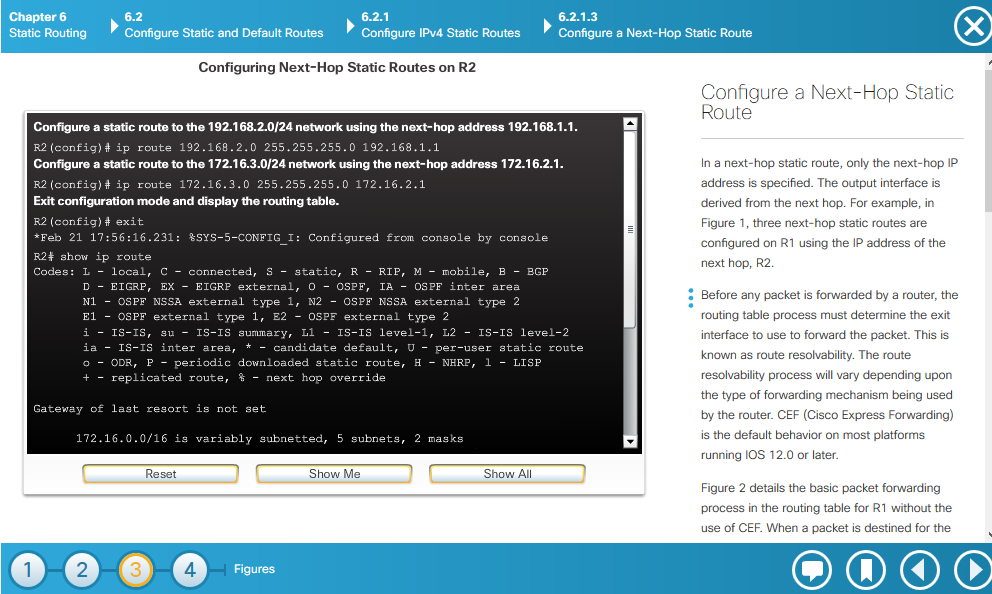 Chapter 6
Static Routing
6.2
Configure Static and Default Routes
6.2.1
Configure IPv4 Static Routes
6.2.1.3
Configure a Next-Hop Static Route
Configuring Next-Hop Static Routes on R2
Configure a static route to the 192.168.2.0/24 network using the next-hop address 192.168.1.1.
R2(config)# ip route 192.168.2.0 255.255.255.0 192.168.1.1
Configure a static route to the 172.16.3.0/24 network using the next-hop address 172.16.2.1.
R2(config)# ip route 172.16.3.0 255.255.255.0 172.16.2.1
Exit configuration mode and display the routing table.
R2(config)# exit
*Feb 21 17:56:16.231: %SYS-5-CONFIG_I: Configured from console by console
R2# show ip route
Codes: L - local, C - connected, S - static, R - RIP, M - mobile, B - BGP
D - EIGRP, EX - EIGRP external, O - OSPF, IA - OSPF inter area
N1 - OSPF NSSA external type 1, N2 - OSPF NSSA external type 2
E1 - OSPF external type 1, E2 - OSPF external type 2
i - IS-IS, su - IS-IS summary, L1 - IS-IS level-1, L2 - IS-IS level-2
ia - IS-IS inter area, * - candidate default, U - per-user static route
o - ODR, P - periodic downloaded static route, H - NHRP, l - LISP
+ - replicated route, % - next hop override
Gateway of last resort is not set
172.16.0.0/16 is variably subnetted, 5 subnets, 2 masks
Reset
Show Me
Show All
Configure a Next-Hop Static
Route
In a next-hop static route, only the next-hop IP
address is specified. The output interface is
derived from the next hop. For example, in
Figure 1, three next-hop static routes are
configured on R1 using the IP address of the
next hop, R2.
Before any packet is forwarded by a router, the
routing table process must determine the exit
interface to use to forward the packet. This is
known as route resolvability. The route
resolvability process will vary depending upon
the type of forwarding mechanism being used
by the router. CEF (Cisco Express Forwarding)
is the default behavior on most platforms
running IOS 12.0 or later.
Figure 2 details the basic packet forwarding
process in the routing table for R1 without the
use of CEF. When a packet is destined for the
1
2
3
4
Figures